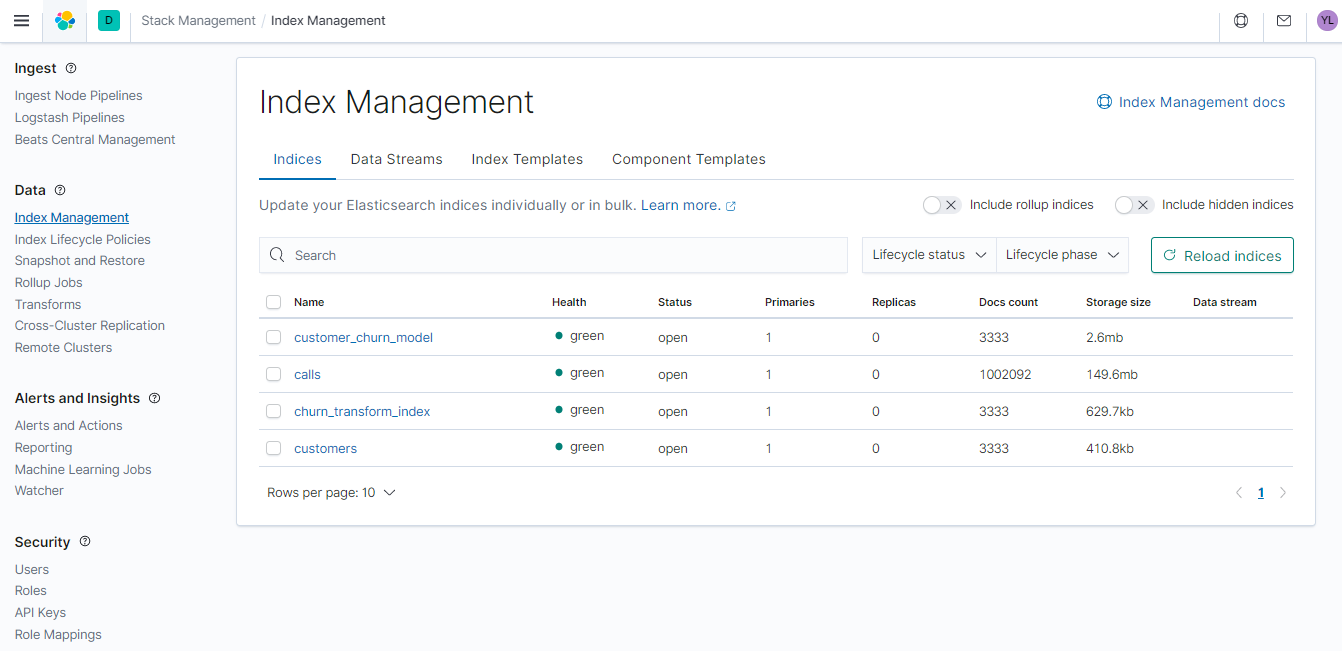 D Stack Management / Index Management YL
Ingest
Ingest Node Pipelines
Logstash Pipelines
Beats Central Management
Data
Index Management
Index Lifecycle Policies
Snapshot and Restore
Rollup Jobs
Transforms
Cross-Cluster Replication
Remote Clusters
Alerts and Insights
Alerts and Actions
Reporting
Machine Learning Jobs
Watcher
Security
Users
Roles
API Keys
Role Mappings
Index Management Index Management docs
Indices Data Streams Index Templates Component Templates
Update your Elasticsearch indices individually or in bulk. Learn more. Include rollup indices Include hidden indices
Search Lifecycle status Lifecycle phase Reload indices
Name Health Status Primaries Replicas Docs count Storage size Data stream
customer_churn_model green open 1 0 3333 2.6mb
calls green open 1 0 1002092 149.6mb
churn_transform_index green open 1 0 3333 629.7kb
customers green open 1 0 3333 410.8kb
Rows per page: 10 1